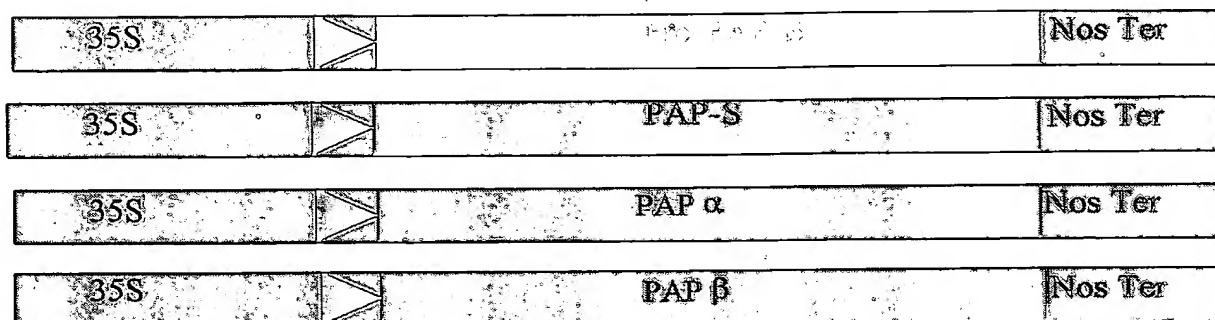 35S Nos Ter
35S PAP-S Nos Ter
35S PAP α Nos Ter
35S PAP β Nos Ter